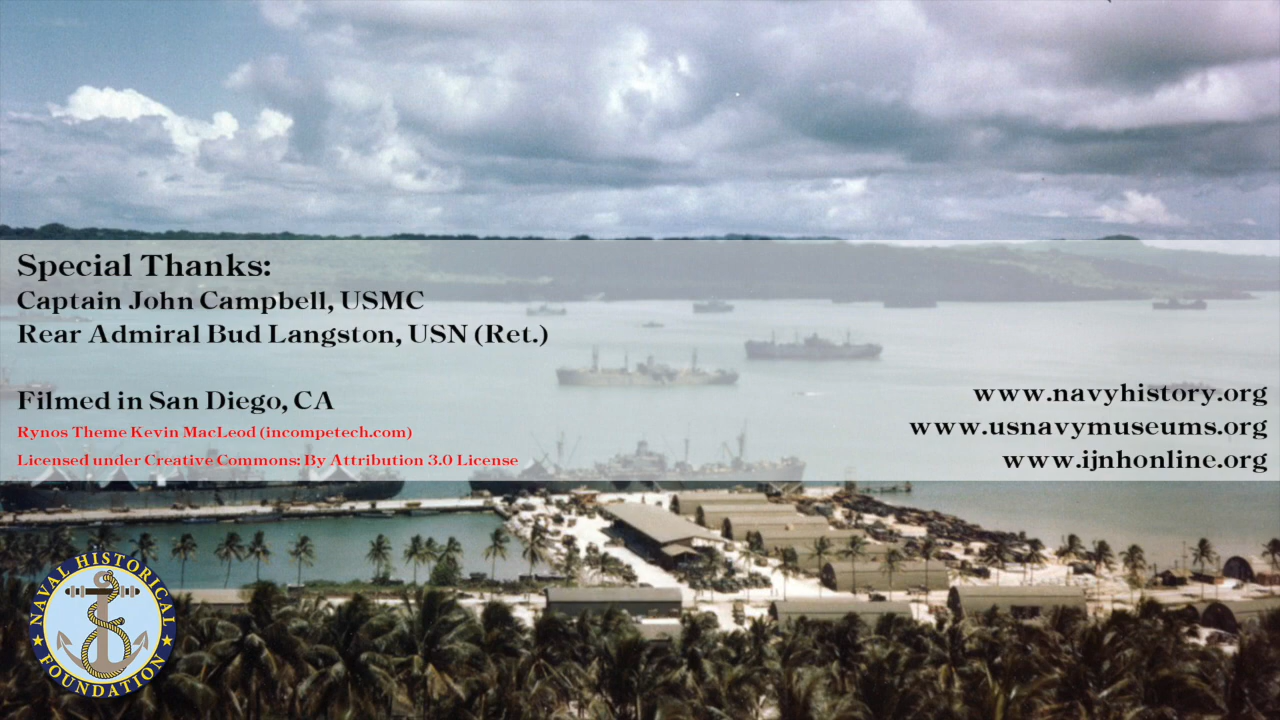 Special Thanks:
Captain John Campbell, USMC
Rear Admiral Bud Langston, USN (Ret.)
Filmed in San Diego, CA
Rynos Theme Kevin MacLeod (incompetech.com)
Licensed under Creative Commons: By Attribution 3.0 License
www.navyhistory.org
www.usnavymuseums.org
www.ijnhonline.org
NAVAL HISTORICAL
FOUNDATION